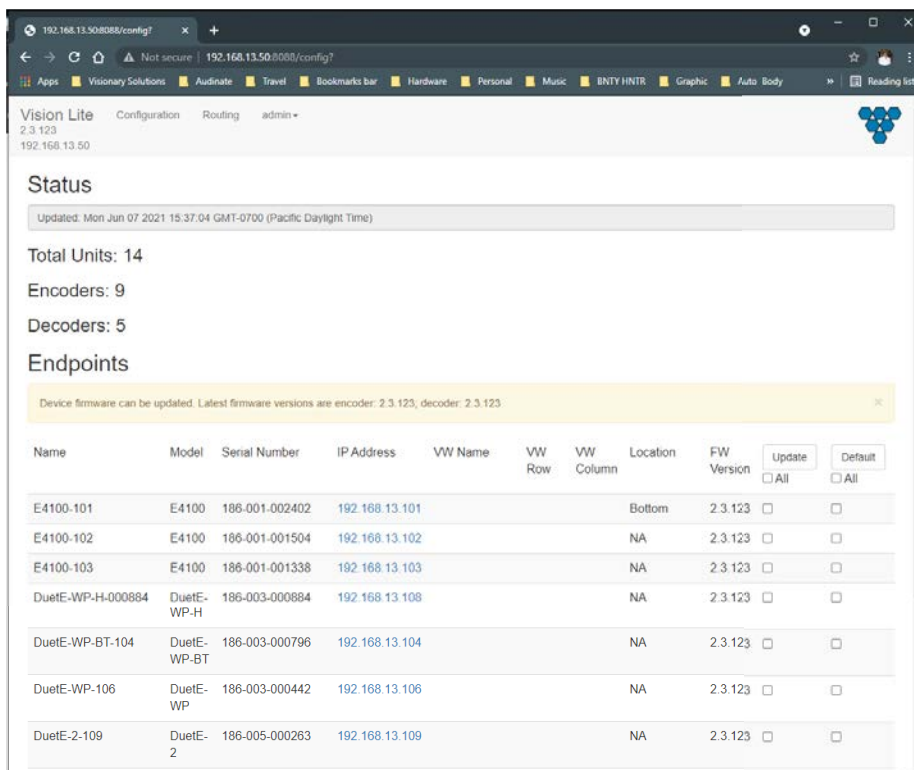 192.168.13.50:8088/config?
Not secure | 192.168.13.50:8088/config?
Apps Visionary Solutions Audinate Travel Bookmarks bar Hardware Personal Music BNTY HNTR Graphic Auto Body » Reading list
Vision Lite Configuration Routing admin
2.3.123
192.168.13.50
Status
Updated: Mon Jun 07 2021 15:37:04 GMT-0700 (Pacific Daylight Time)
Total Units: 14
Encoders: 9
Decoders: 5
Endpoints
Device firmware can be updated. Latest firmware versions are encoder: 2.3.123, decoder: 2.3.123 ×
Name Model Serial Number IP Address VW Name VW Row VW Column Location FW Version Update All Default All
E4100-101 E4100 186-001-002402 192.168.13.101 Bottom 2.3.123
E4100-102 E4100 186-001-001504 192.168.13.102 NA 2.3.123
E4100-103 E4100 186-001-001338 192.168.13.103 NA 2.3.123
DuetE-WP-H-000884 DuetE-WP-H 186-003-000884 192.168.13.108 NA 2.3.123
DuetE-WP-BT-104 DuetE-WP-BT 186-003-000796 192.168.13.104 NA 2.3.123
DuetE-WP-106 DuetE-WP 186-003-000442 192.168.13.106 NA 2.3.123
DuetE-2-109 DuetE-2 186-005-000263 192.168.13.109 NA 2.3.123